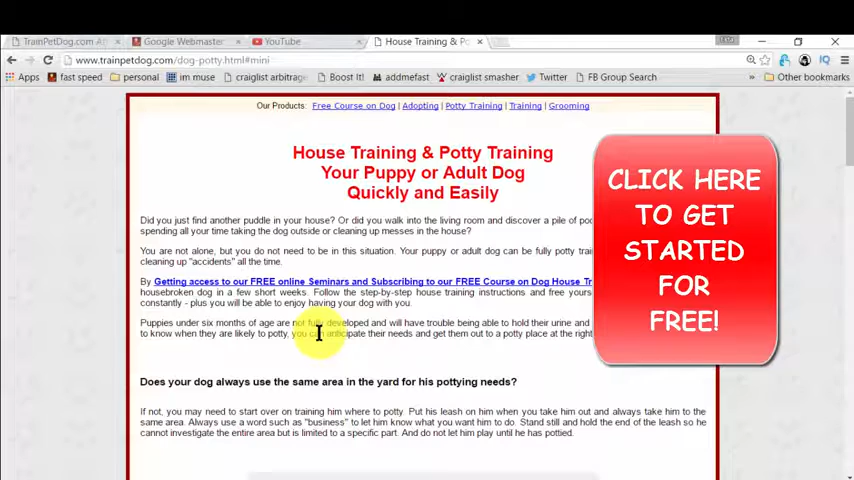 TrainPetDog.com
Google Webmaster
YouTube
House Training & Po
www.trainpetdog.com/dog-potty.html#mini
Apps
fast speed
personal
im muse
craiglist arbitrage
Boost It!
addmefast
craiglist smasher
Twitter
FB Group Search
Other bookmarks
Our Products: Free Course on Dog | Adopting | Potty Training | Training | Grooming
House Training & Potty Training
Your Puppy or Adult Dog
Quickly and Easily
Did you just find another puddle in your house? Or did you walk into the living room and discover a pile of poo
spending all your time taking the dog outside or cleaning up messes in the house?
You are not alone, but you do not need to be in this situation. Your puppy or adult dog can be fully potty trai
cleaning up "accidents" all the time.
By Getting access to our FREE online Seminars and Subscribing to our FREE Course on Dog House Tr
housebroken dog in a few short weeks. Follow the step-by-step house training instructions and free yours
constantly - plus you will be able to enjoy having your dog with you.
Puppies under six months of age are not fully developed and will have trouble being able to hold their urine and
to know when they are likely to potty, you can anticipate their needs and get them out to a potty place at the right
Does your dog always use the same area in the yard for his pottying needs?
If not, you may need to start over on training him where to potty. Put his leash on him when you take him out and always take him to the
same area. Always use a word such as "business" to let him know what you want him to do. Stand still and hold the end of the leash so he
cannot investigate the entire area but is limited to a specific part. And do not let him play until he has pottied.
CLICK HERE
TO GET
STARTED
FOR
FREE!